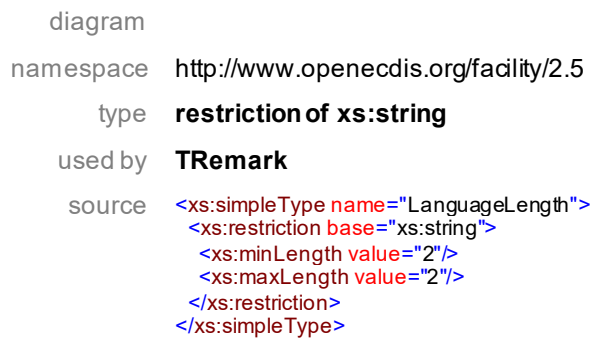 diagram
namespace http://www.openecdis.org/facility/2.5
type restriction of xs:string
used by TRemark
source <xs:simpleType name="LanguageLength">
<xs:restriction base="xs:string">
<xs:minLength value="2"/>
<xs:maxLength value="2"/>
</xs:restriction>
</xs:simpleType>